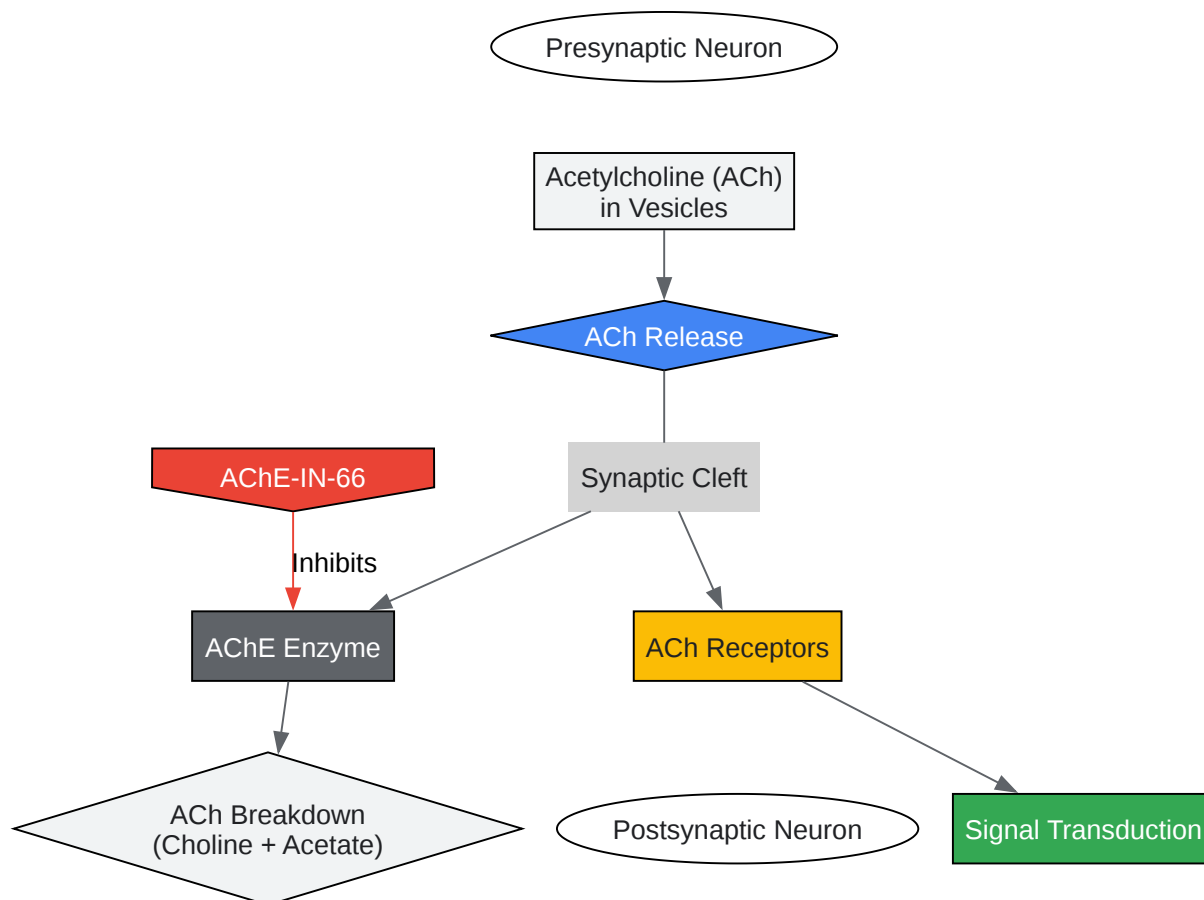 Presynaptic Neuron
Acetylcholine (ACh)
in Vesicles
ACh Release
AChE-IN-66
Synaptic Cleft
Inhibits
AChE Enzyme
ACh Receptors
ACh Breakdown
(Choline + Acetate)
Postsynaptic Neuron
Signal Transduction